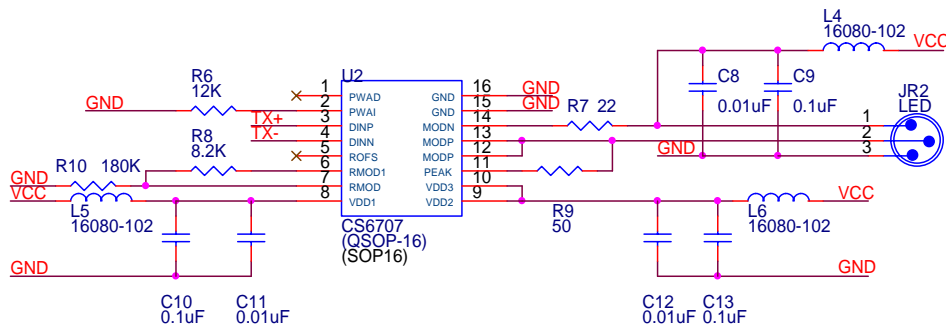 L4
16080-102
VCC
U2
R6
12K
C8
C9
JR2
LED
0.01uF
0.1uF
GND
1
PWAD
GND
16
GND
2
PWAI
GND
15
GND
R7 22
TX+
3
DINP
MODN
14
1
TX-
4
DINN
MODP
13
2
R8
8.2K
5
ROFS
MODP
12
GND
3
R10 180K
6
RMOD1
PEAK
11
GND
7
RMOD
VDD3
10
VCC
8
VDD1
VDD2
9
VCC
L5
16080-102
R9
50
L6
16080-102
CS6707
(QSOP-16)
(SOP16)
GND
GND
C10
0.1uF
C11
0.01uF
C12
0.01uF
C13
0.1uF